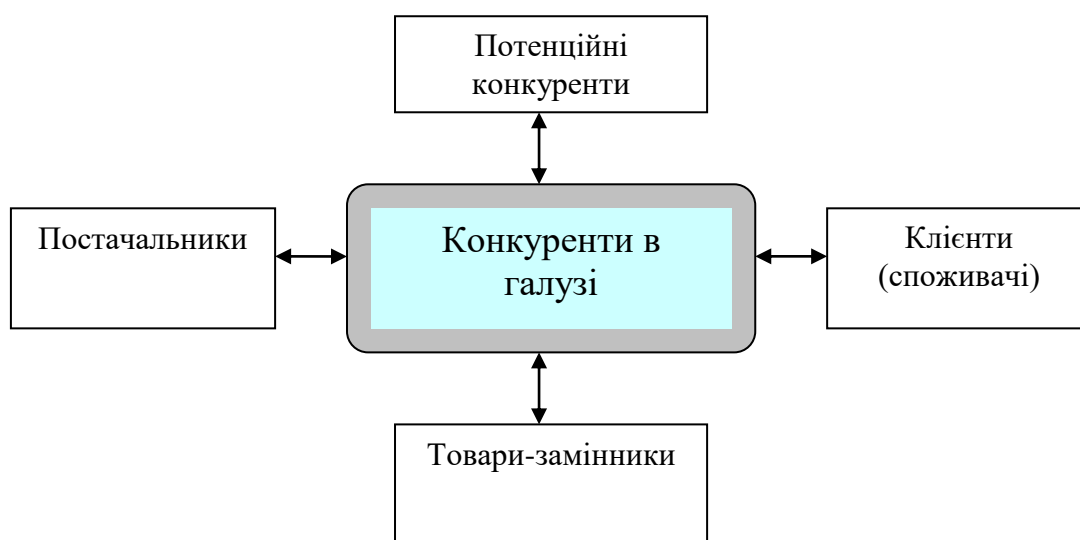 Потенційні
конкуренти
Постачальники
Конкуренти в
галузі
Клієнти
(споживачі)
Товари-замінники